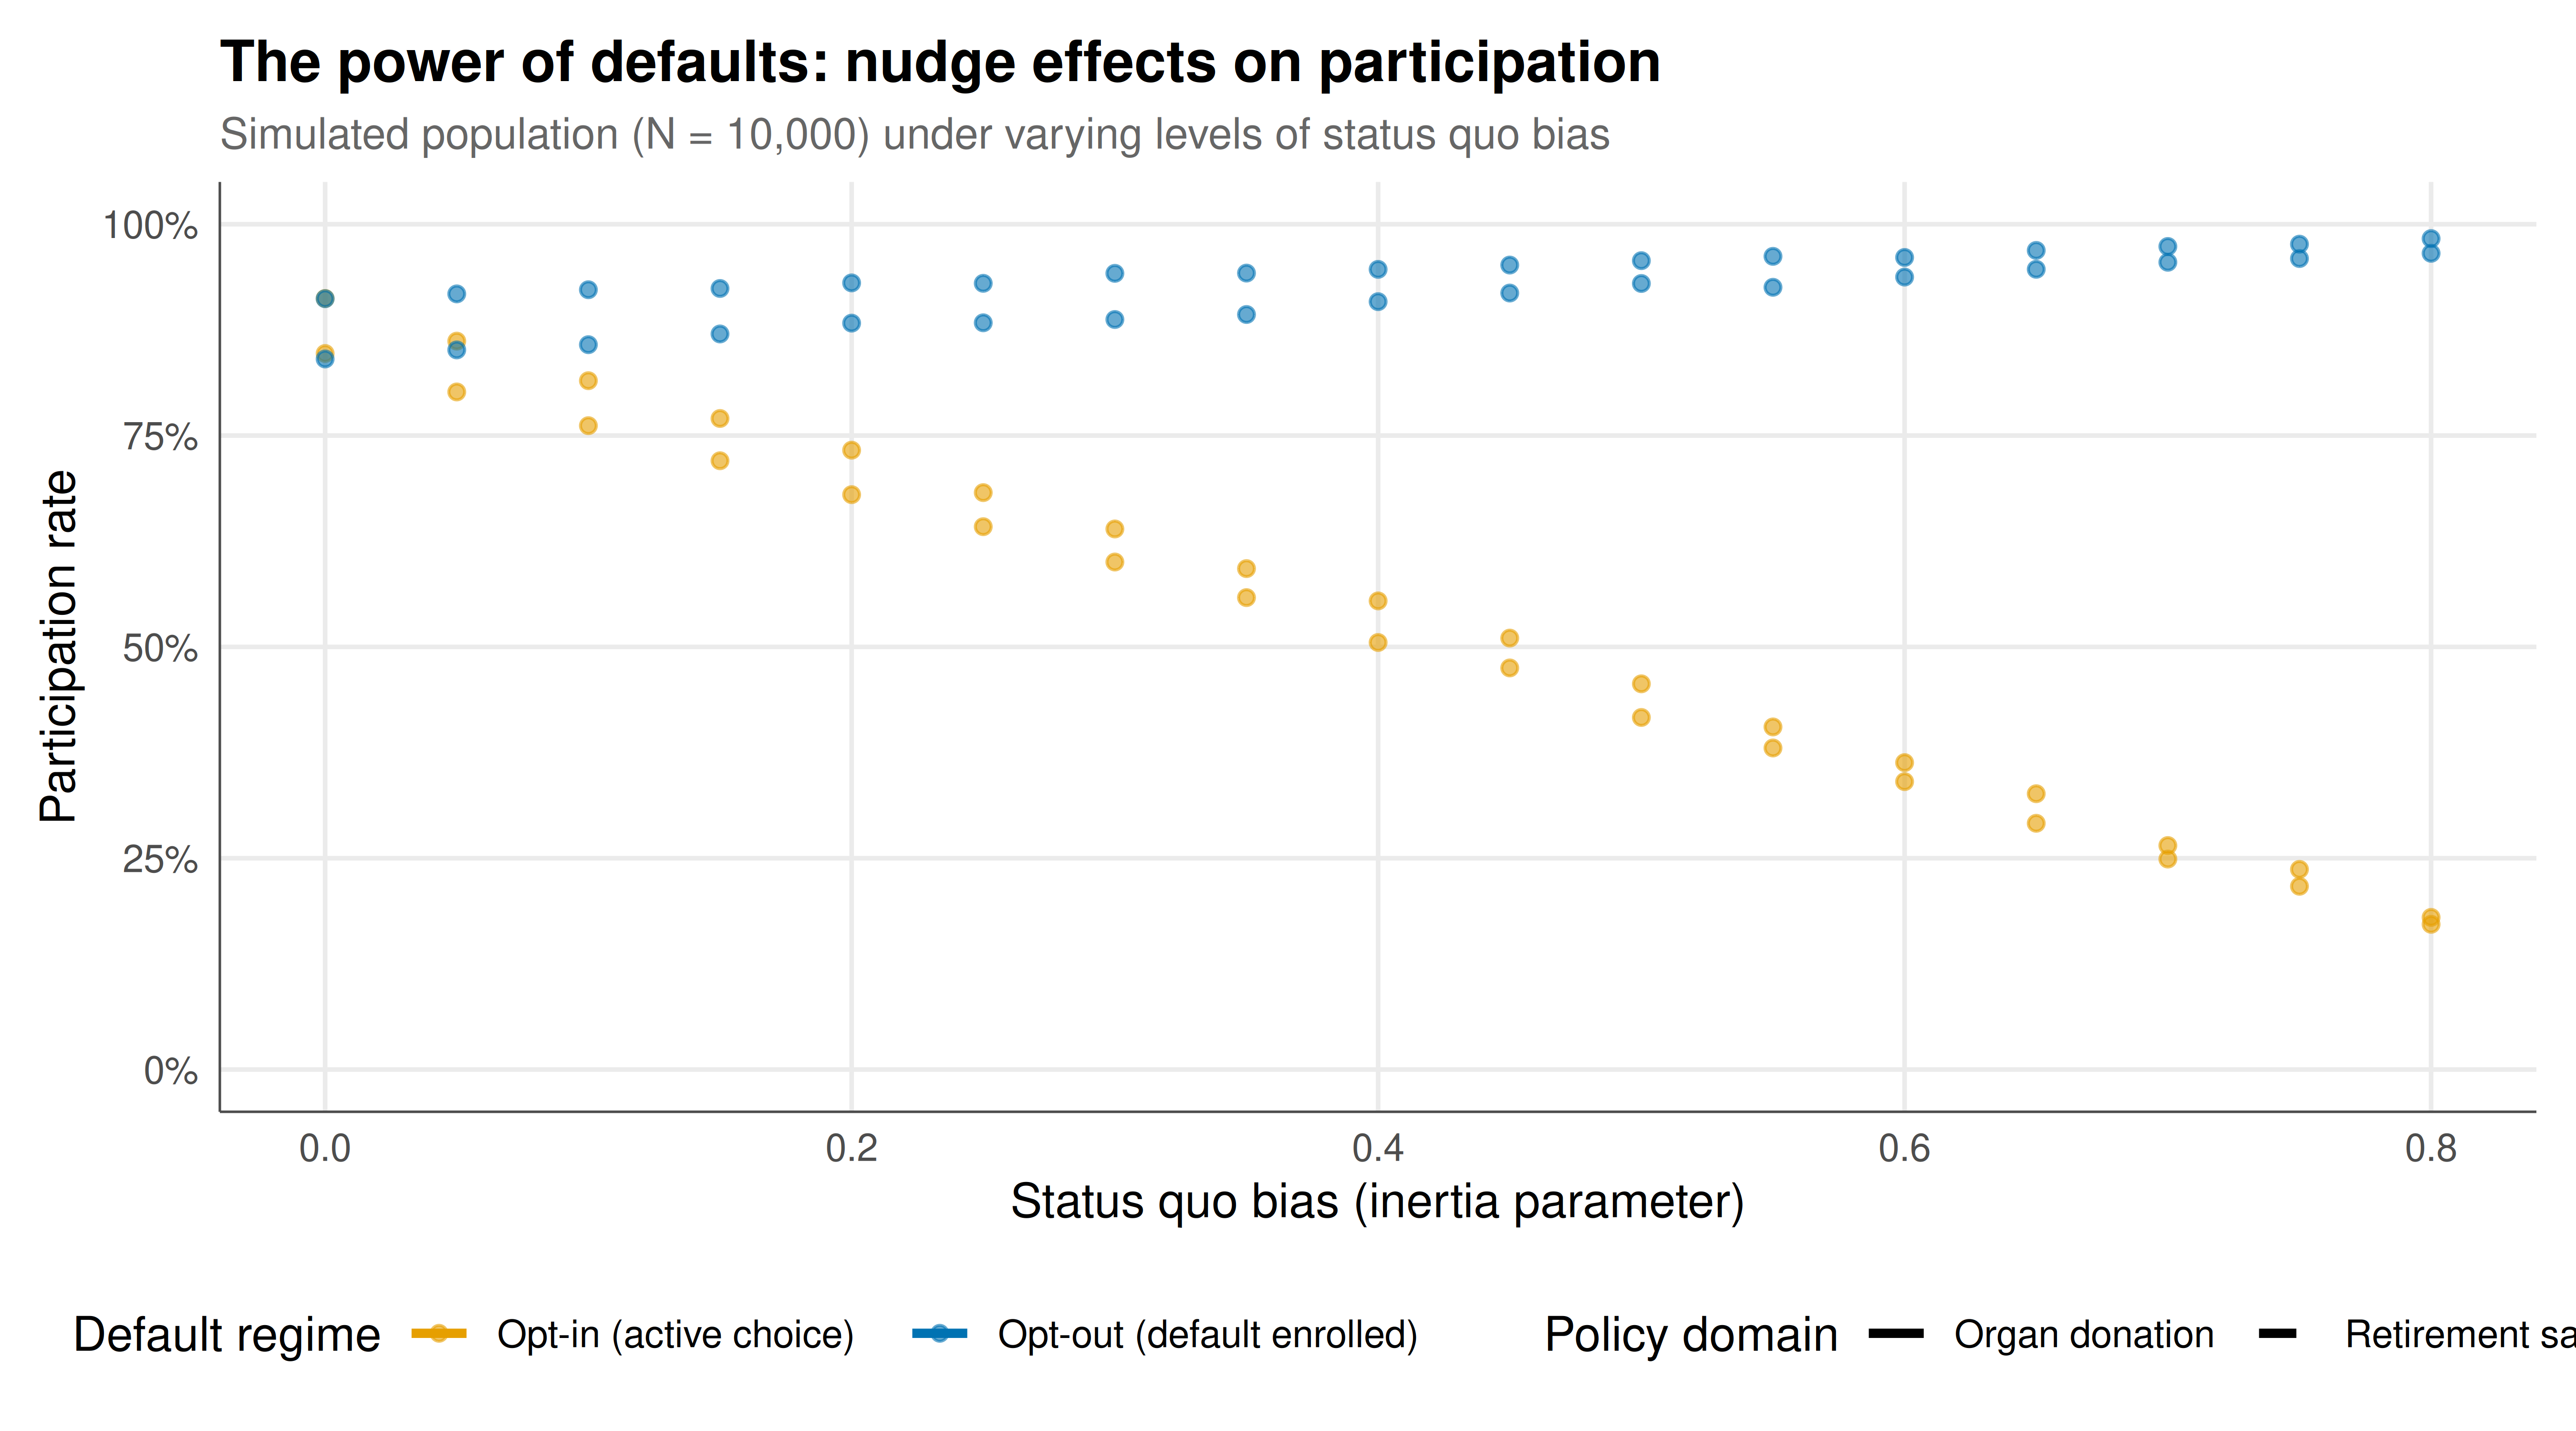 The power of defaults: nudge effects on participation
Simulated population (N = 10,000) under varying levels of status quo bias
Participation rate
100%
75%
50%
25%
0%
0.0 0.2 0.4 0.6 0.8
Status quo bias (inertia parameter)
Default regime Opt-in (active choice) Opt-out (default enrolled) Policy domain Organ donation Retirement sa